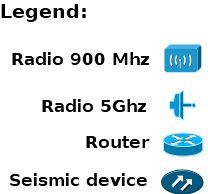 Legend:
Radio 900 Mhz
Radio 5Ghz
Router
Seismic device